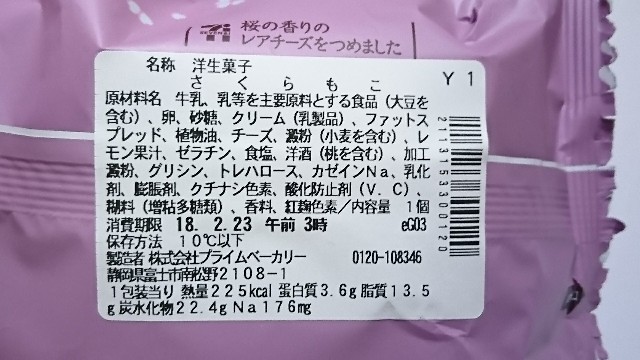 桜の香りの
レアチーズをつめました
名称 洋生菓子
さくらもこ
Y1
原材料名 牛乳、乳等を主要原料とする食品（大豆を
含む）、卵、砂糖、クリーム（乳製品）、ファットス
プレッド、植物油、チーズ、澱粉（小麦を含む）、レ
モン果汁、ゼラチン、食塩、洋酒（桃を含む）、加工
澱粉、グリシン、トレハロース、カゼインNa、乳化
剤、膨脹剤、クチナシ色素、酸化防止剤（V．C）、
糊料（増粘多糖類）、香料、紅麹色素／内容量 1個
消費期限 18. 2.23 午前 3時 eG03
保存方法 10℃以下
製造者 株式会社プライムベーカリー 0120-108346
静岡県富士市南松野2108-1
1包装当り 熱量225kcal 蛋白質3.6g 脂質13.5
g 炭水化物22.4g Na176mg